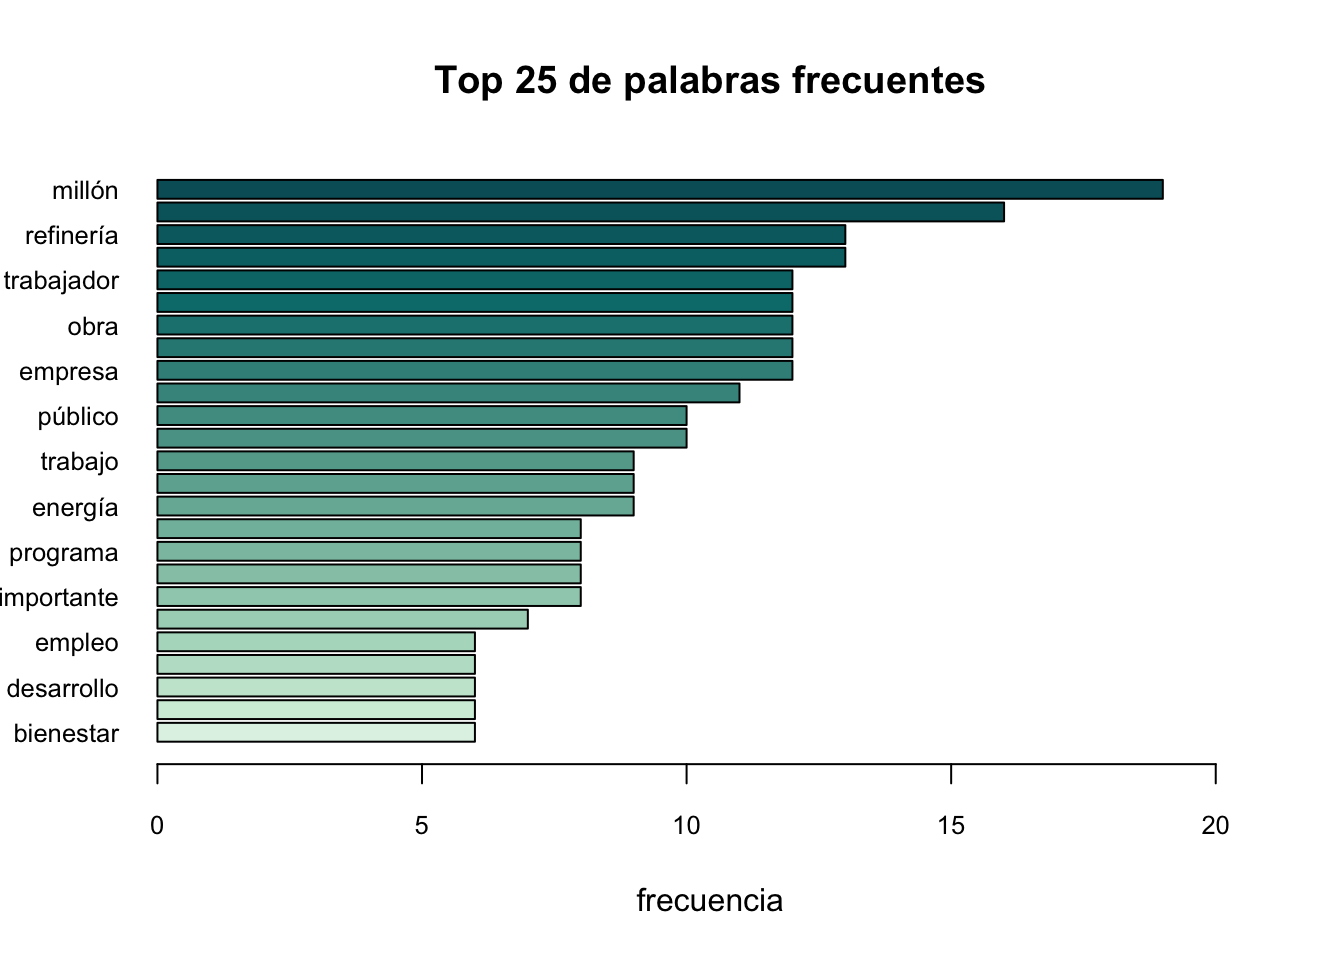 Top 25 de palabras frecuentes
millón
refinería
trabajador
obra
empresa
público
trabajo
energía
programa
importante
empleo
desarrollo
bienestar
0 5 10 15 20
frecuencia